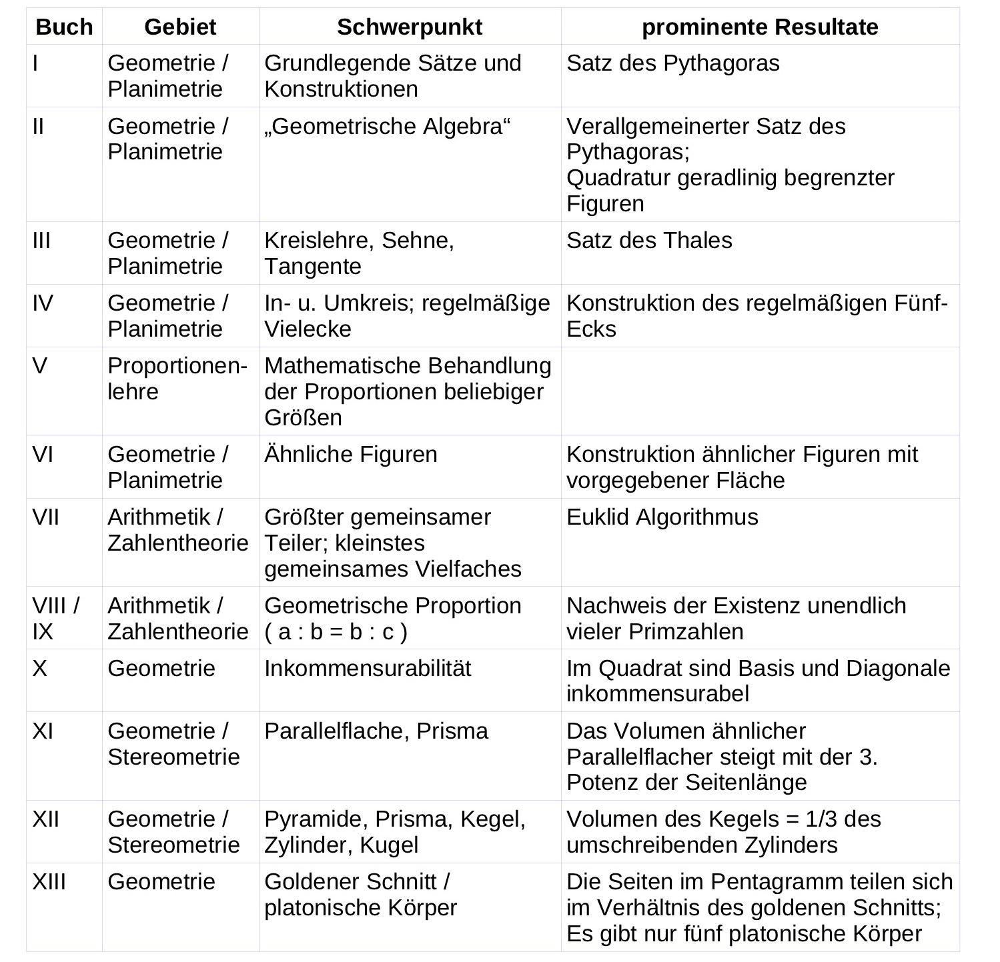 Buch Gebiet Schwerpunkt prominente Resultate
I Geometrie / Grundlegende Sätze und Satz des Pythagoras
Planimetrie Konstruktionen
II Geometrie / „Geometrische Algebra“ Verallgemeinerter Satz des
Planimetrie Pythagoras;
Quadratur geradlinig begrenzter
Figuren
III Geometrie / Kreislehre, Sehne, Satz des Thales
Planimetrie Tangente
IV Geometrie / In- u. Umkreis; regelmäßige Konstruktion des regelmäßigen Fünf-
Planimetrie Vielecke Ecks
V Proportionen- Mathematische Behandlung
lehre der Proportionen beliebiger
Größen
VI Geometrie / Ähnliche Figuren Konstruktion ähnlicher Figuren mit
Planimetrie vorgegebener Fläche
VII Arithmetik / Größter gemeinsamer Euklid Algorithmus
Zahlentheorie Teiler; kleinstes
gemeinsames Vielfaches
VIII / Arithmetik / Geometrische Proportion Nachweis der Existenz unendlich
IX Zahlentheorie ( a : b = b : c ) vieler Primzahlen
X Geometrie Inkommensurabilität Im Quadrat sind Basis und Diagonale
inkommensurabel
XI Geometrie / Parallelflache, Prisma Das Volumen ähnlicher
Stereometrie Parallelflacher steigt mit der 3.
Potenz der Seitenlänge
XII Geometrie / Pyramide, Prisma, Kegel, Volumen des Kegels = 1/3 des
Stereometrie Zylinder, Kugel umschreibenden Zylinders
XIII Geometrie Goldener Schnitt / Die Seiten im Pentagramm teilen sich
platonische Körper im Verhältnis des goldenen Schnitts;
Es gibt nur fünf platonische Körper